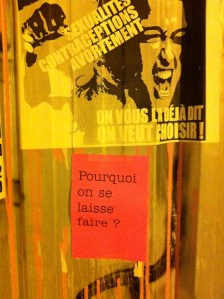 SEXUALITÉS
CONTRACEPTIONS
AVORTEMENT
ON VOUS L'A DÉJÀ DIT
ON VEUT CHOISIR !
Pourquoi
on se
laisse
faire ?